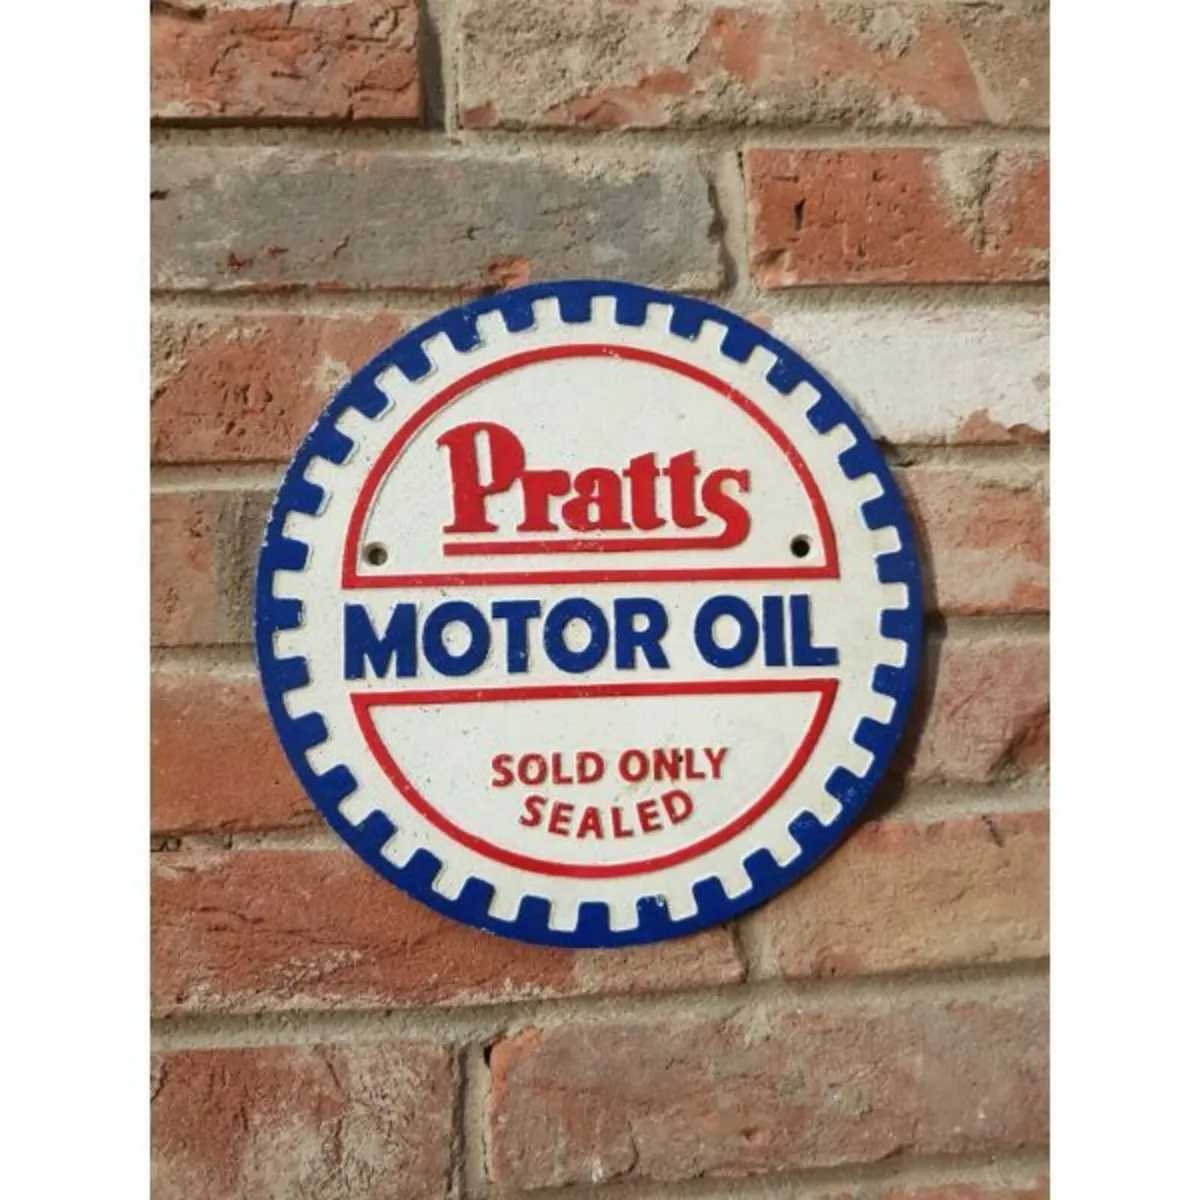 Pratts
MOTOR OIL
SOLD ONLY
SEALED